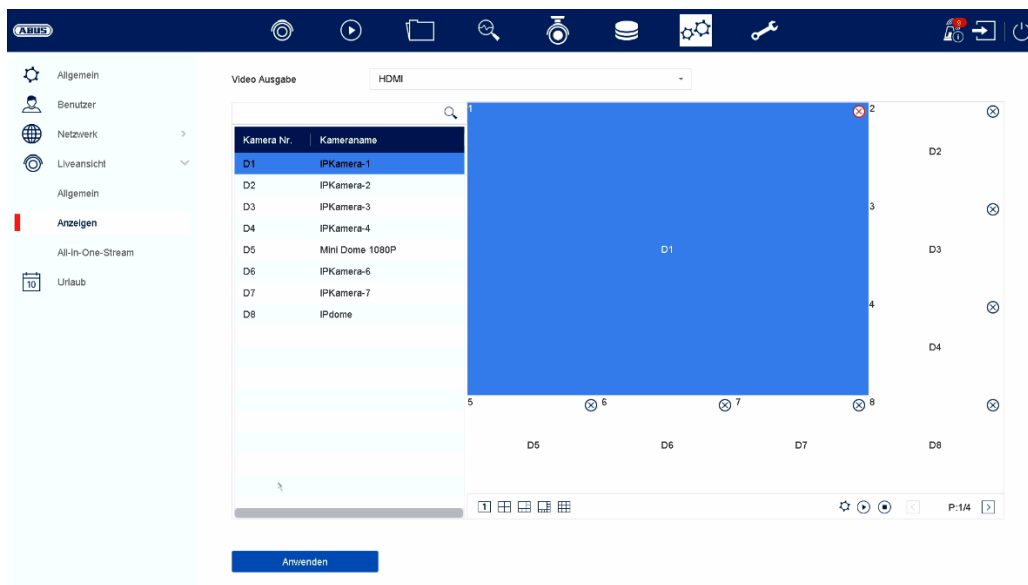 ABUS
9
Allgemein
Benutzer
Netzwerk
Liveansicht
Allgemein
Anzeigen
All-in-One-Stream
10 Urlaub
Video Ausgabe HDMI
Kamera Nr. Kameraname
D1 IPKamera-1
D2 IPKamera-2
D3 IPKamera-3
D4 IPKamera-4
D5 Mini Dome 1080P
D6 IPKamera-6
D7 IPKamera-7
D8 IPdome
1
D1
2
D2
3
D3
4
D4
5
D5
6
D6
7
D7
8
D8
1
P:1/4
Anwenden